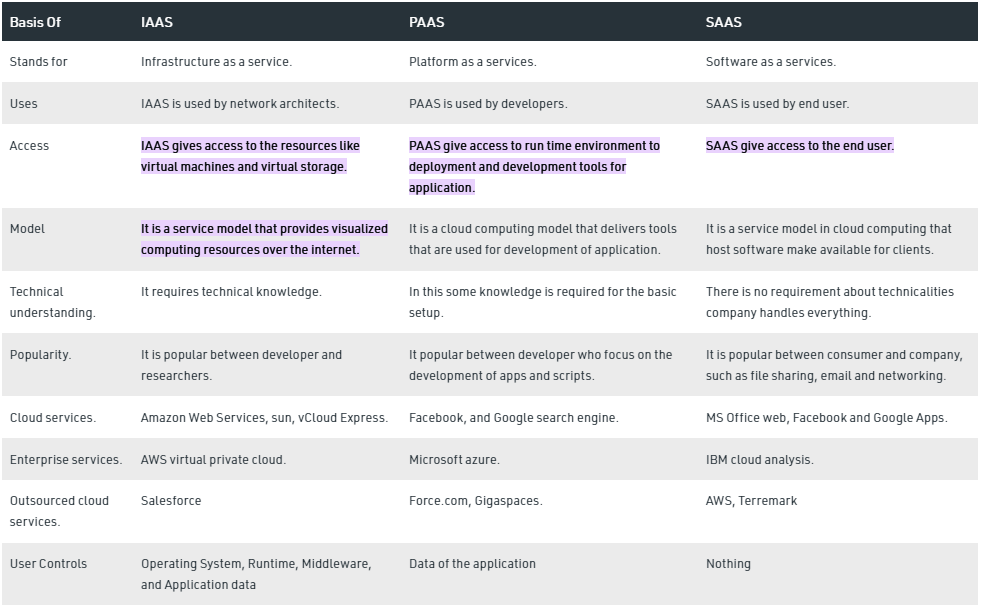 Basis Of IAAS PAAS SAAS
Stands for Infrastructure as a service. Platform as a services. Software as a services.
Uses IAAS is used by network architects. PAAS is used by developers. SAAS is used by end user.
Access IAAS gives access to the resources like PAAS give access to run time environment to SAAS give access to the end user.
virtual machines and virtual storage. deployment and development tools for
application.
Model It is a service model that provides visualized It is a cloud computing model that delivers tools It is a service model in cloud computing that
computing resources over the internet. that are used for development of application. host software make available for clients.
Technical It requires technical knowledge. In this some knowledge is required for the basic There is no requirement about technicalities
understanding. setup. company handles everything.
Popularity. It is popular between developer and It popular between developer who focus on the It is popular between consumer and company,
researchers. development of apps and scripts. such as file sharing, email and networking.
Cloud services. Amazon Web Services, sun, vCloud Express. Facebook, and Google search engine. MS Office web, Facebook and Google Apps.
Enterprise services. AWS virtual private cloud. Microsoft azure. IBM cloud analysis.
Outsourced cloud Salesforce Force.com, Gigaspaces. AWS, Terremark
services.
User Controls Operating System, Runtime, Middleware, Data of the application Nothing
and Application data